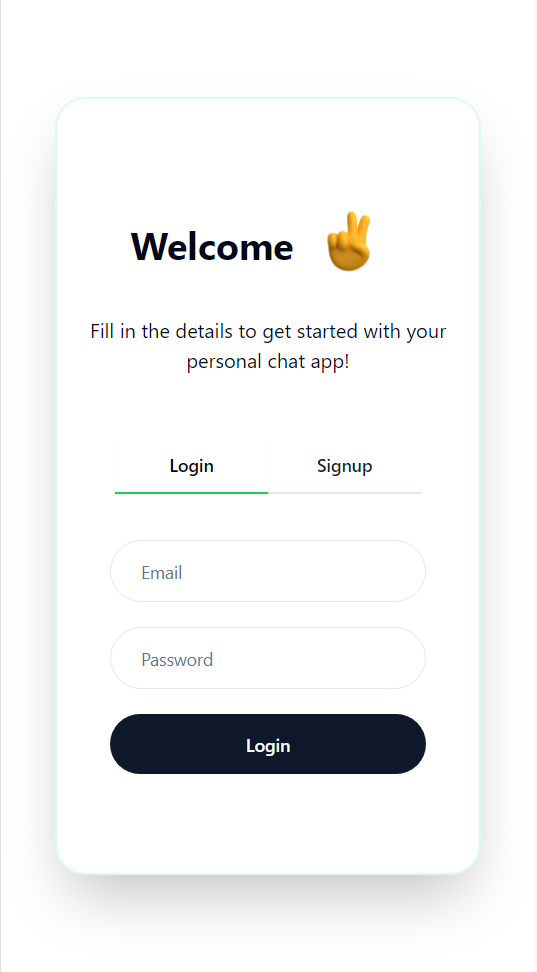 Welcome
Fill in the details to get started with your
personal chat app!
Login
Signup
Email
Password
Login